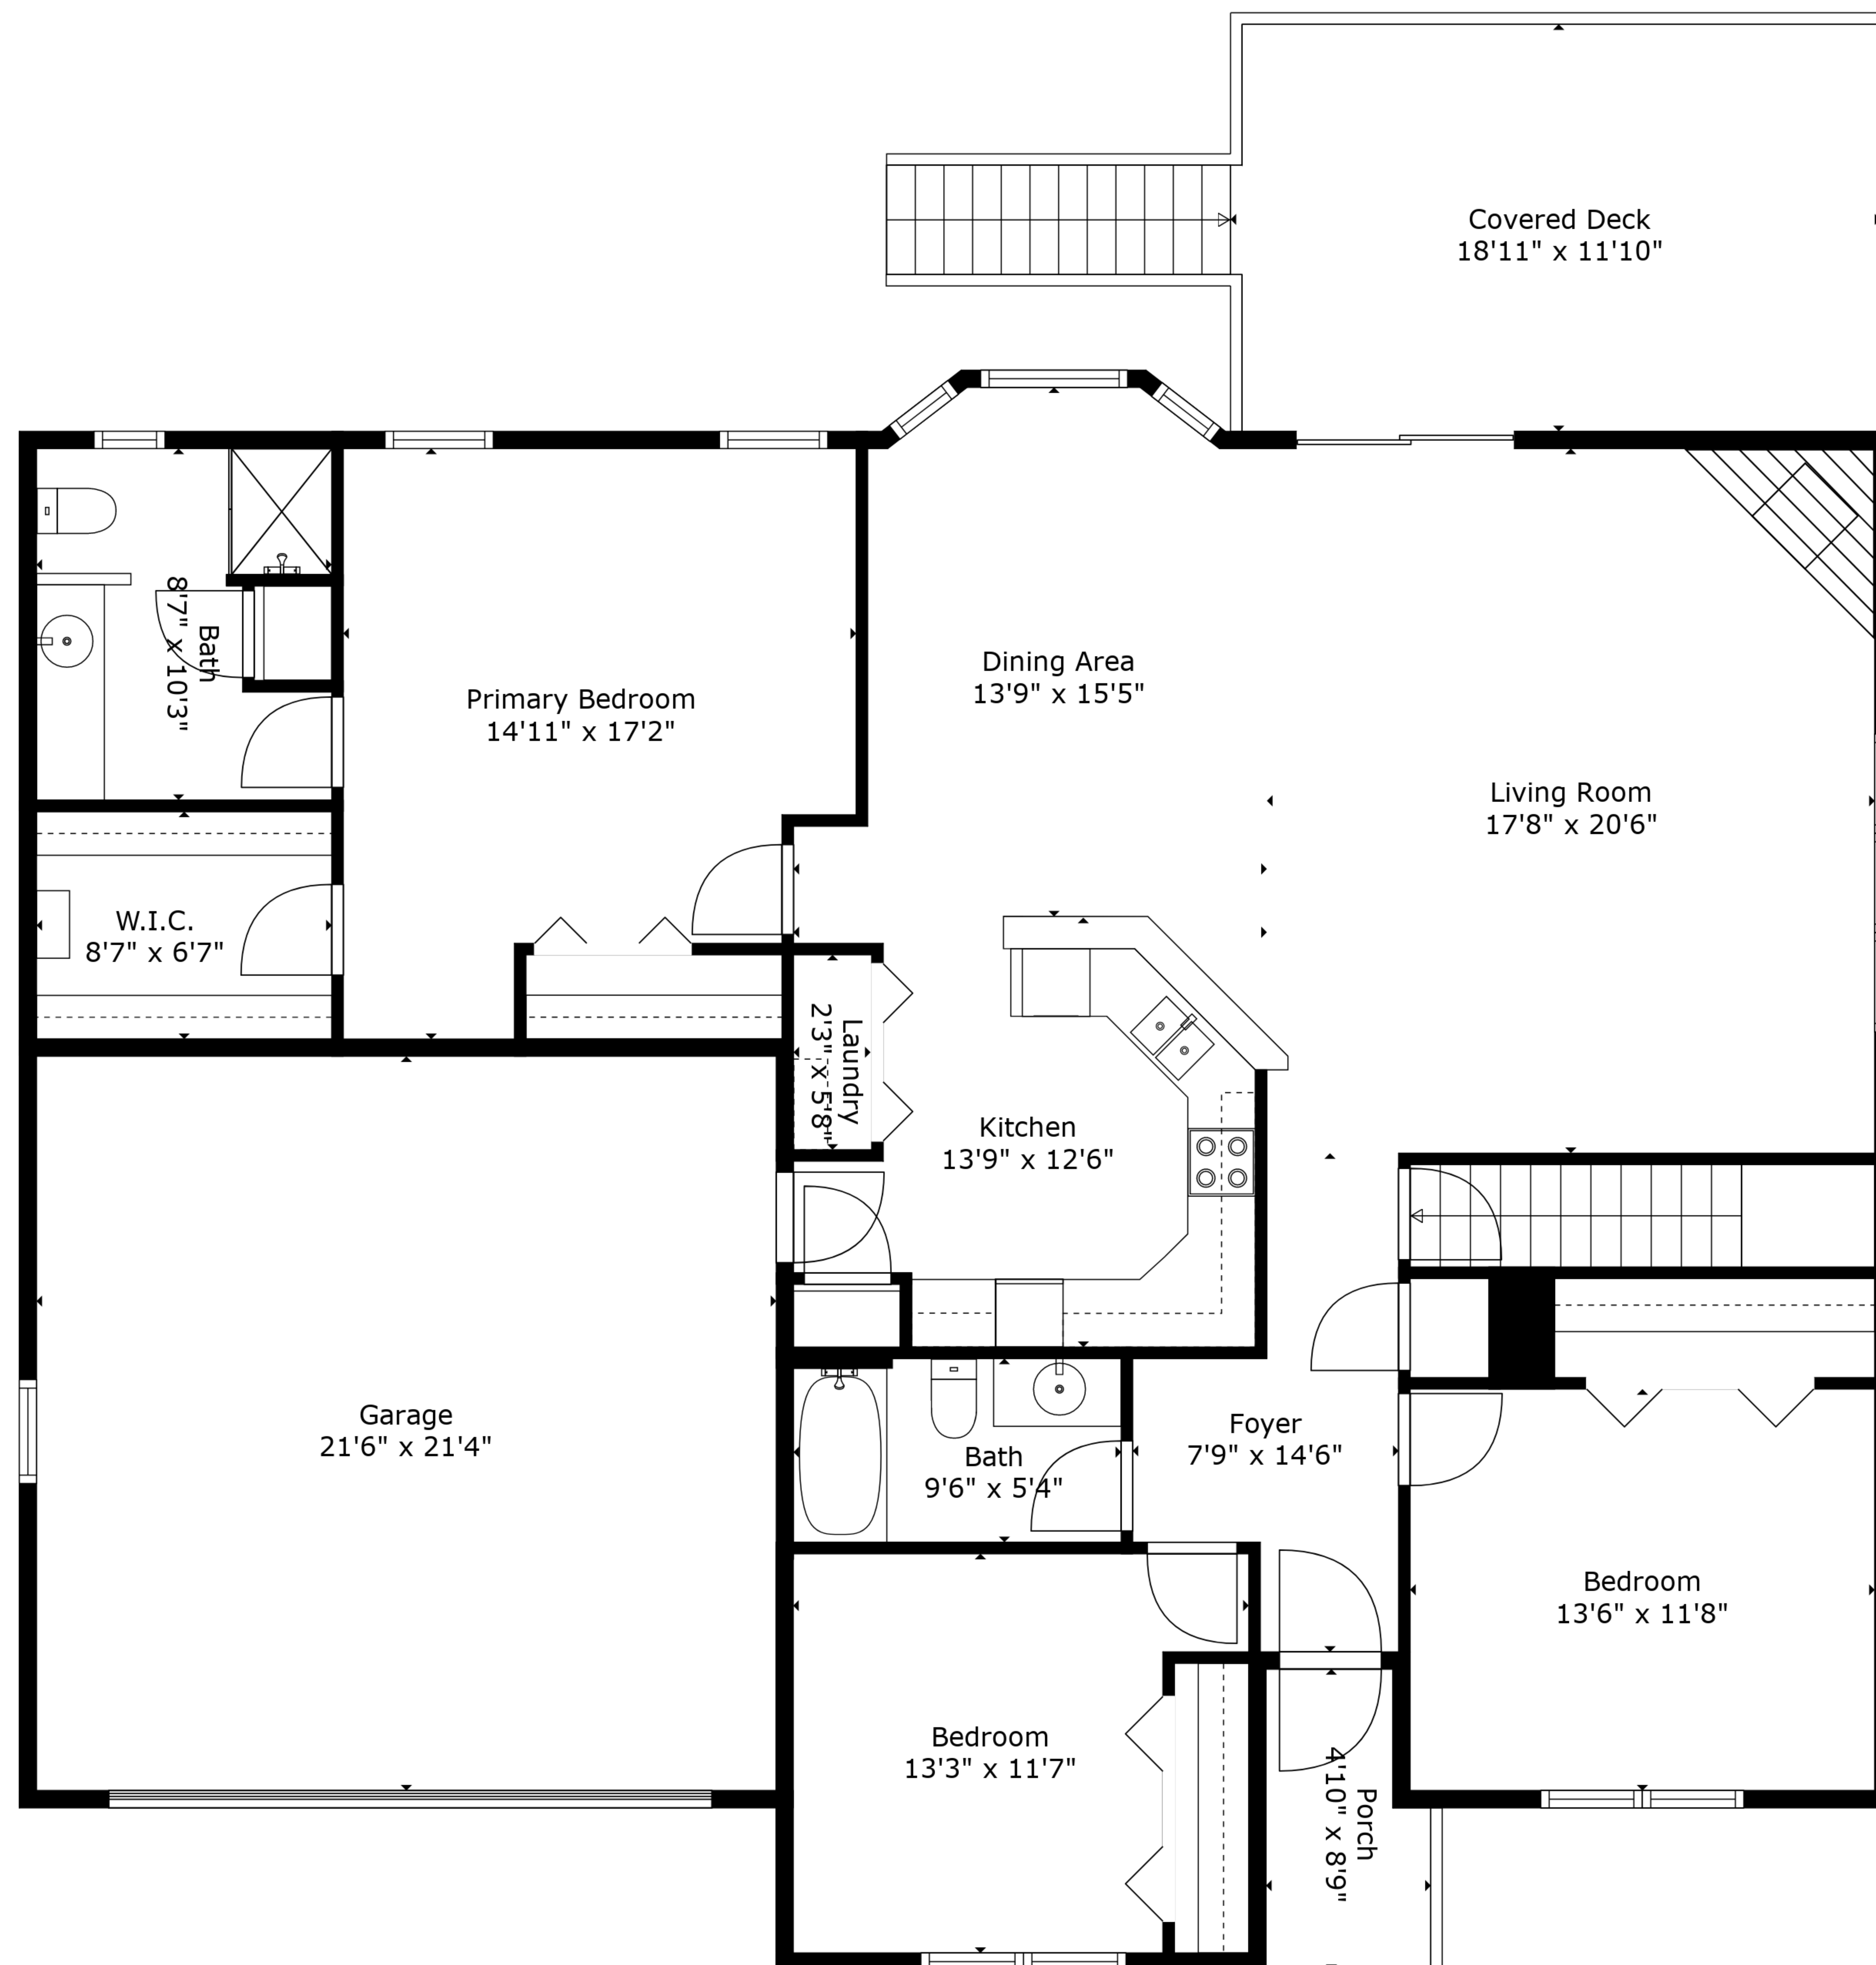 Covered Deck
18'11" x 11'10"
Bath
8'7" x 10'3"
Primary Bedroom
14'11" x 17'2"
Dining Area
13'9" x 15'5"
Living Room
17'8" x 20'6"
W.I.C.
8'7" x 6'7"
Laundry
2'3" x 5'8"
Kitchen
13'9" x 12'6"
Garage
21'6" x 21'4"
Bath
9'6" x 5'4"
Foyer
7'9" x 14'6"
Bedroom
13'6" x 11'8"
Bedroom
13'3" x 11'7"
Porch
4'10" x 8'9"